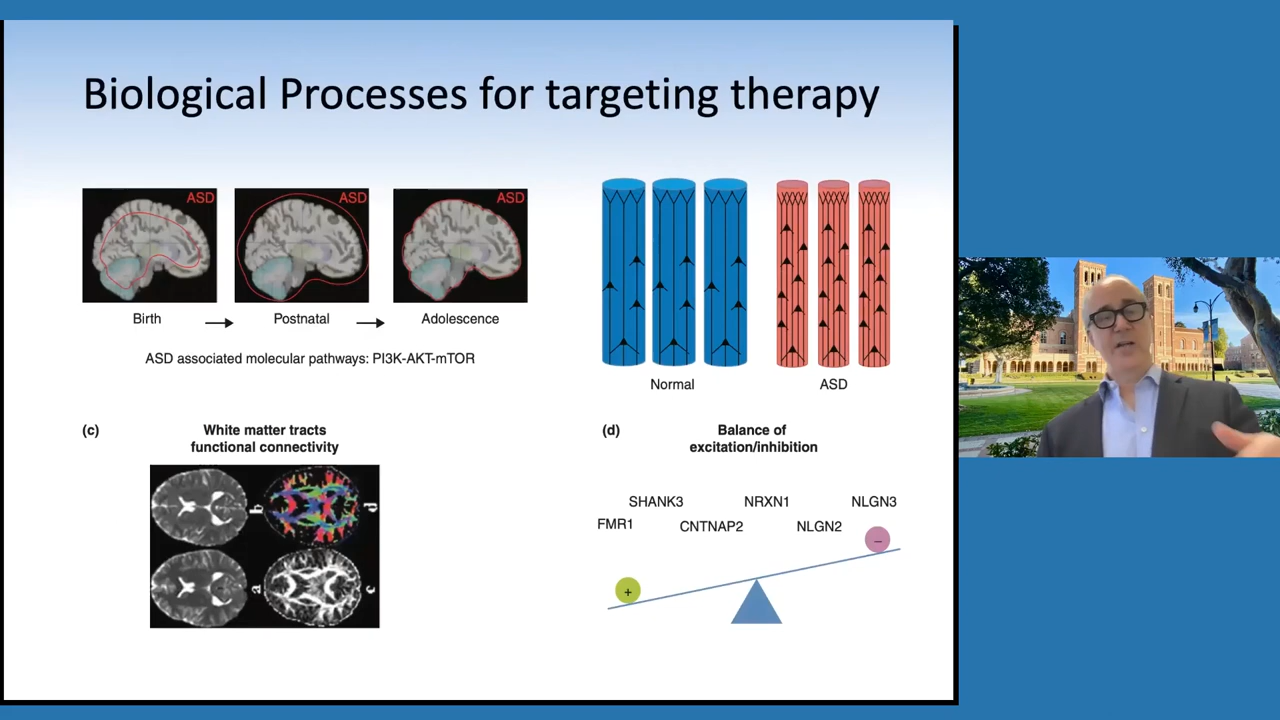 Biological Processes for targeting therapy
ASD
ASD
ASD
Birth
Postnatal
Adolescence
ASD associated molecular pathways: PI3K-AKT-mTOR
Normal
ASD
(c)
White matter tracts
functional connectivity
b
d
a
c
(d)
Balance of
excitation/inhibition
SHANK3
NRXN1
NLGN3
FMR1
CNTNAP2
NLGN2
+
−